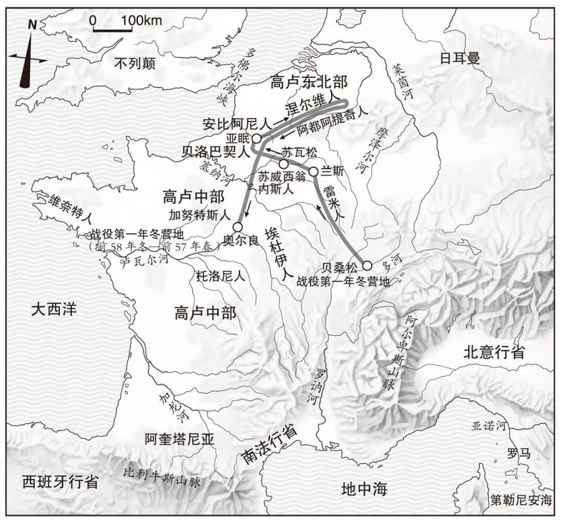 N
0 100km
不列颠
多佛尔海峡
高卢东北部
日耳曼
莱茵河
涅尔维人
安比阿尼人
亚眠
阿都阿提奇人
摩泽尔河
贝洛巴契人
苏瓦松
塞纳河
苏威西翁内斯人
兰斯
高卢中部
雷米人
维奈特人
加努特斯人
战役第一年冬营地
(前58年冬—前57年春)
奥尔良
卢瓦尔河
埃杜伊人
贝桑松
战役第一年冬营地
多河
托洛尼人
大西洋
高卢中部
阿尔卑斯山脉
北意行省
罗讷河
加龙河
阿奎塔尼亚
南法行省
亚诺河
罗马
比利牛斯山脉
西班牙行省
地中海
第勒尼安海